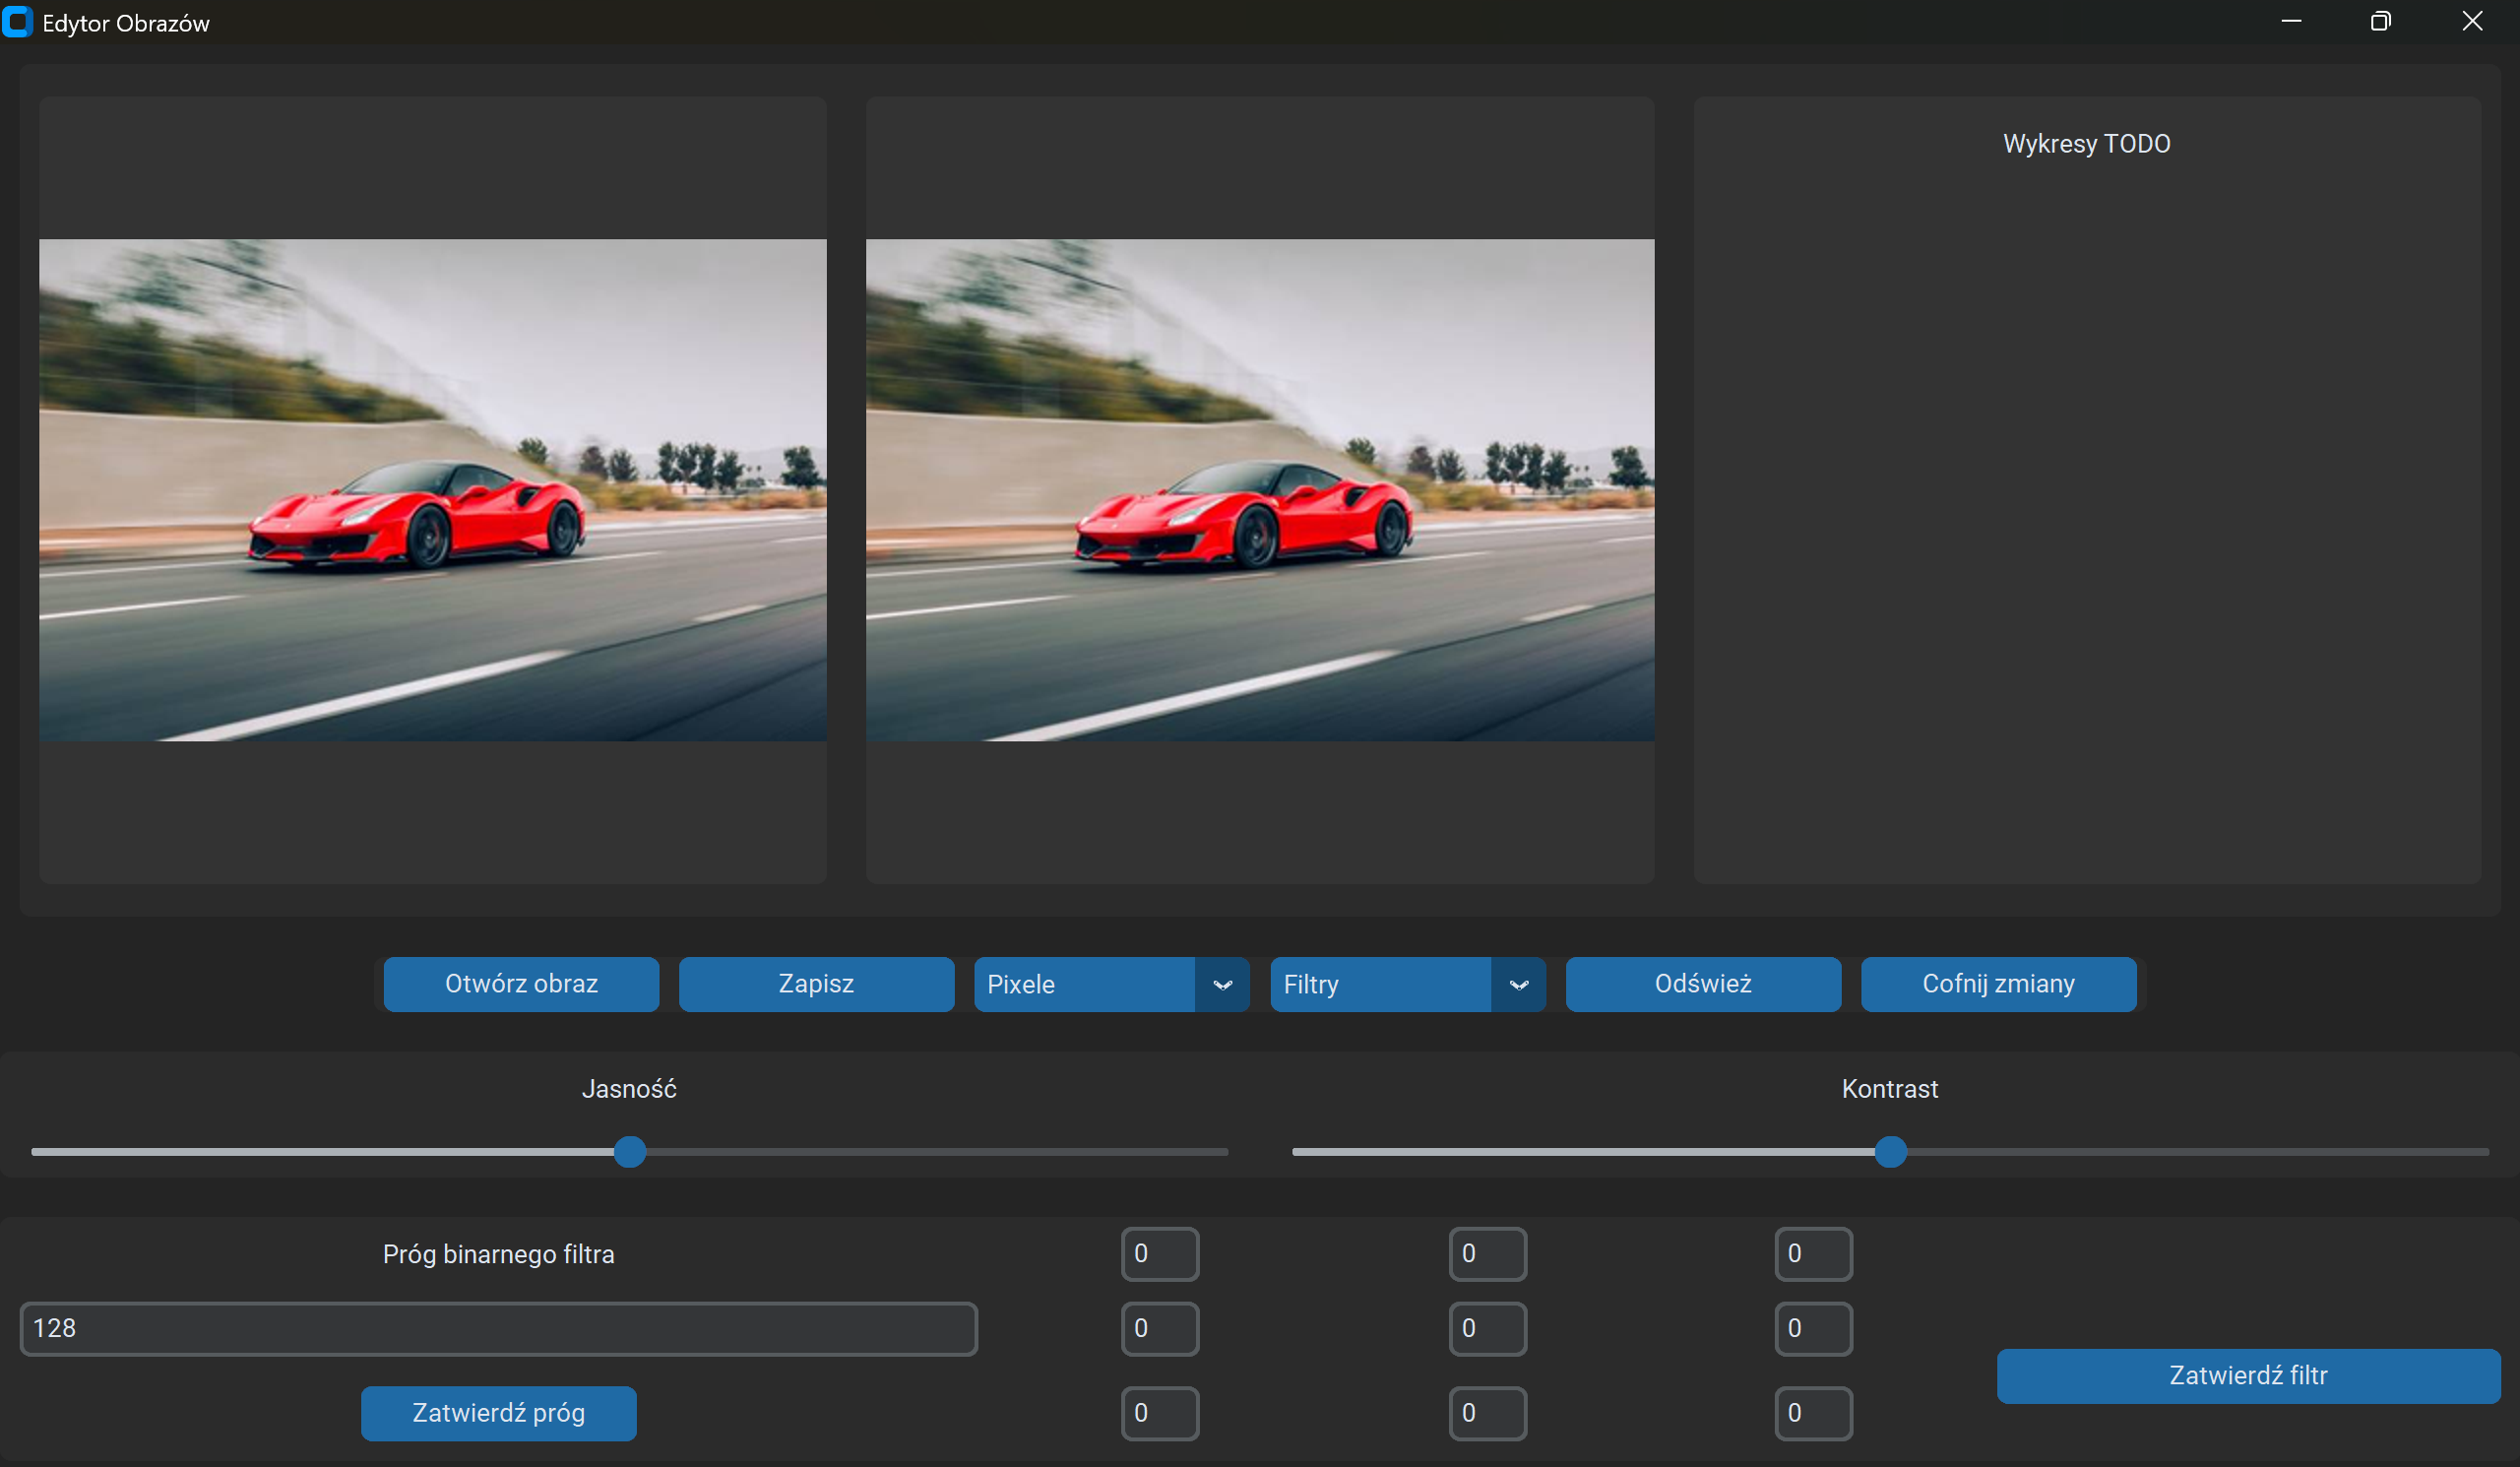 Edytor Obrazów
Wykresy TODO
Otwórz obraz
Zapisz
Pixele
Filtry
Odśwież
Cofnij zmiany
Jasność
Kontrast
Próg binarnego filtra
0 0 0
128
0 0 0
Zatwierdź filtr
Zatwierdź próg
0 0 0